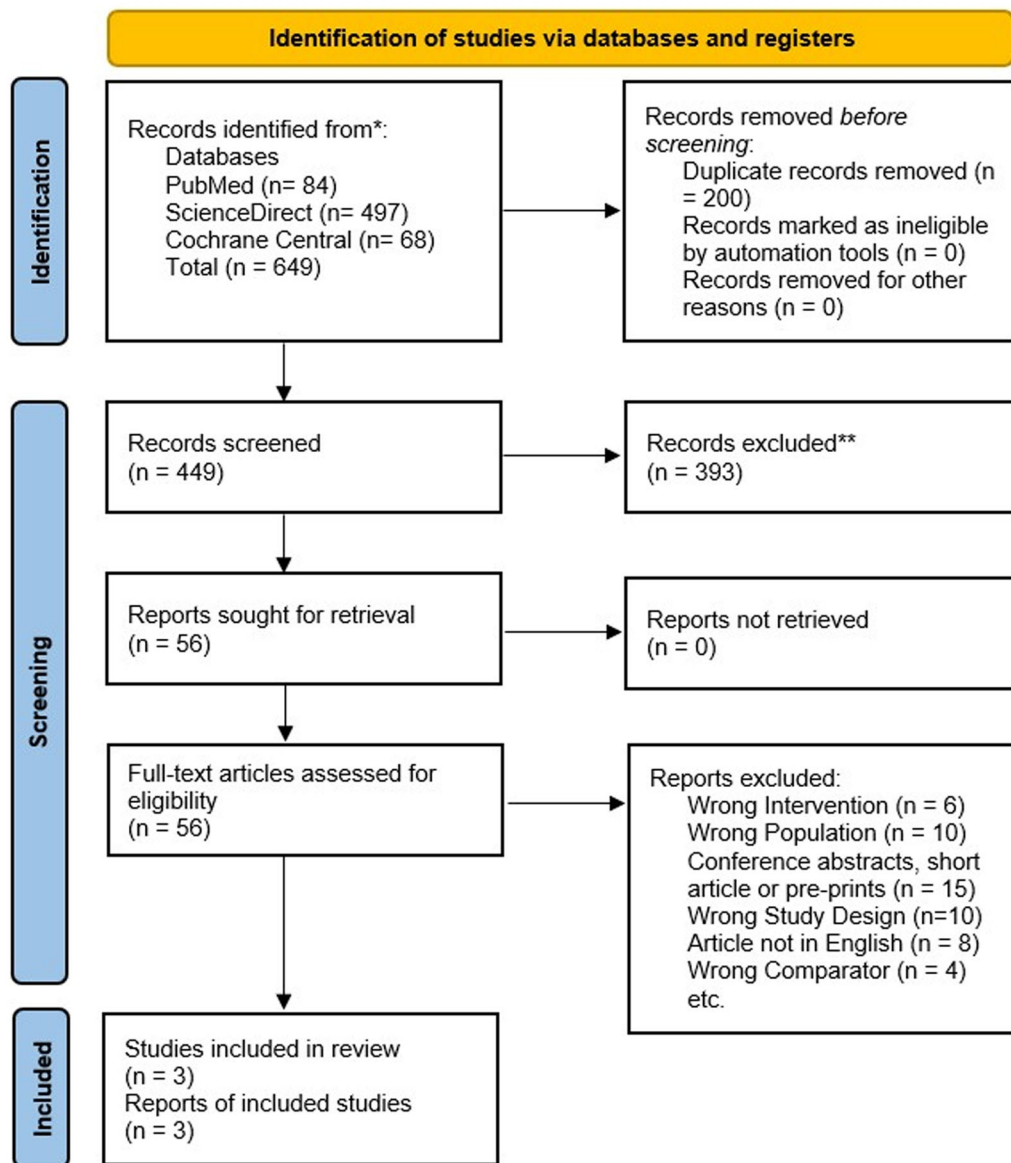 Identification of studies via databases and registers
Identification
Records identified from*:
Databases
PubMed (n= 84)
ScienceDirect (n= 497)
Cochrane Central (n= 68)
Total (n = 649)
Records removed before
screening:
Duplicate records removed (n
= 200)
Records marked as ineligible
by automation tools (n = 0)
Records removed for other
reasons (n = 0)
Screening
Records screened
(n = 449)
Records excluded**
(n = 393)
Reports sought for retrieval
(n = 56)
Reports not retrieved
(n = 0)
Full-text articles assessed for
eligibility
(n = 56)
Reports excluded:
Wrong Intervention (n = 6)
Wrong Population (n = 10)
Conference abstracts, short
article or pre-prints (n = 15)
Wrong Study Design (n=10)
Article not in English (n = 8)
Wrong Comparator (n = 4)
etc.
Included
Studies included in review
(n = 3)
Reports of included studies
(n = 3)